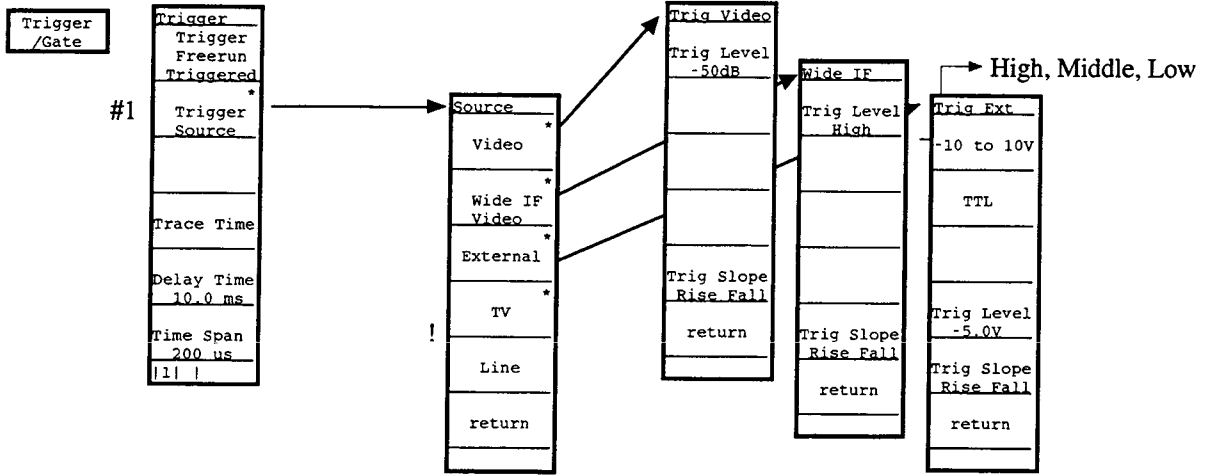 Trigger
/Gate
Trigger
Trigger
Freerun
Triggered
*
#1
Trigger
Source
Trace Time
Delay Time
10.0 ms
Time Span
200 us
|1| |
Source
*
Video
*
Wide IF
Video
*
External
*
TV
!
Line
return
Trig Video
Trig Level
-50dB
Trig Slope
Rise Fall
return
Wide IF
Trig Level
High
Trig Slope
Rise Fall
return
High, Middle, Low
Trig Ext
-10 to 10V
TTL
Trig Level
-5.0V
Trig Slope
Rise Fall
return